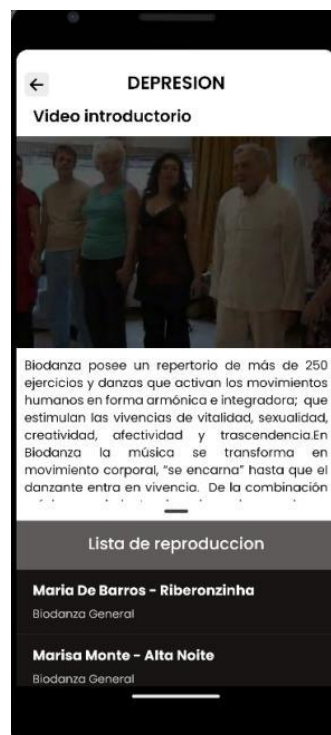 DEPRESION
Video introductorio
Biodanza posee un repertorio de más de 250
ejercicios y danzas que activan los movimientos
humanos en forma armónica e integradora; que
estimulan las vivencias de vitalidad, sexualidad,
creatividad, afectividad y trascendencia.En
Biodanza la música se transforma en
movimiento corporal, "se encarna" hasta que el
danzante entra en vivencia. De la combinación
Lista de reproduccion
Maria De Barros - Riberonzinha
Biodanza General
Marisa Monte - Alta Noite
Biodanza General